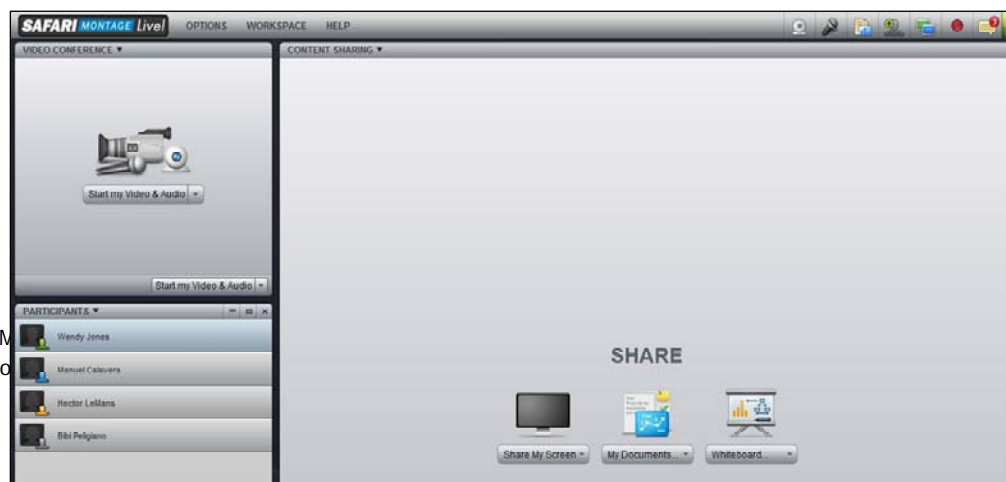 SAFARI MONTAGE Live! OPTIONS WORKSPACE HELP
VIDEO CONFERENCE
CONTENT SHARING
Start my Video & Audio
Start my Video & Audio
PARTICIPANTS
Wendy Jones
Manuel Calavera
Hector LeMans
Bibi Peligiano
SHARE
Share My Screen
My Documents...
Whiteboard...